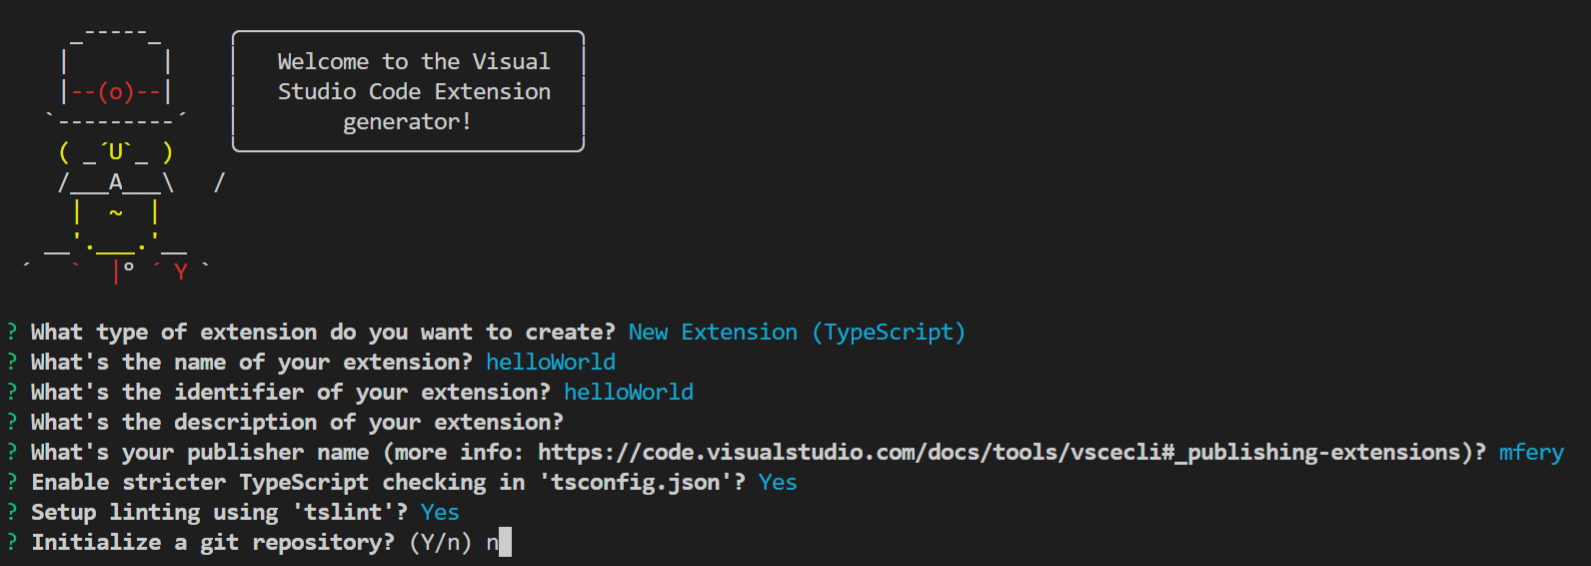 Welcome to the Visual
Studio Code Extension
generator!
? What type of extension do you want to create? New Extension (TypeScript)
? What's the name of your extension? helloWorld
? What's the identifier of your extension? helloWorld
? What's the description of your extension?
? What's your publisher name (more info: https://code.visualstudio.com/docs/tools/vscecli#_publishing-extensions)? mfery
? Enable stricter TypeScript checking in 'tsconfig.json'? Yes
? Setup linting using 'tslint'? Yes
? Initialize a git repository? (Y/n) n